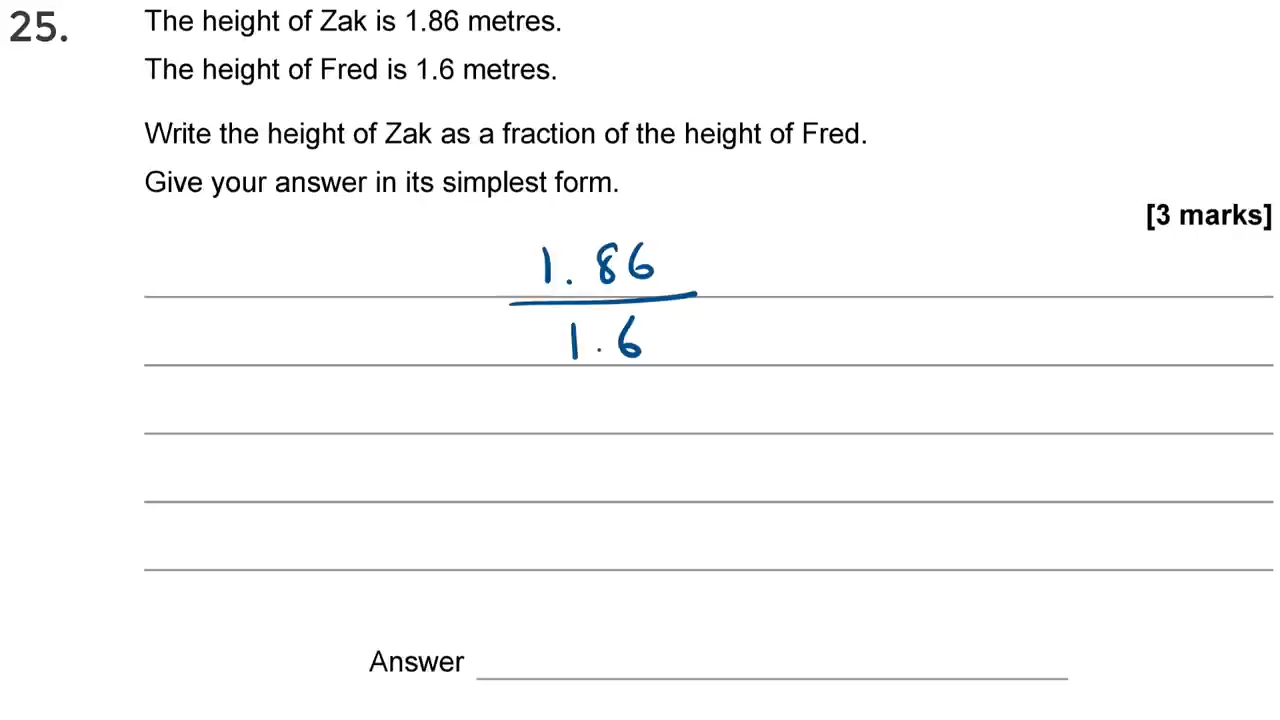 25.
The height of Zak is 1.86 metres.
The height of Fred is 1.6 metres.
Write the height of Zak as a fraction of the height of Fred.
Give your answer in its simplest form.
[3 marks]
1.86
1.6
Answer